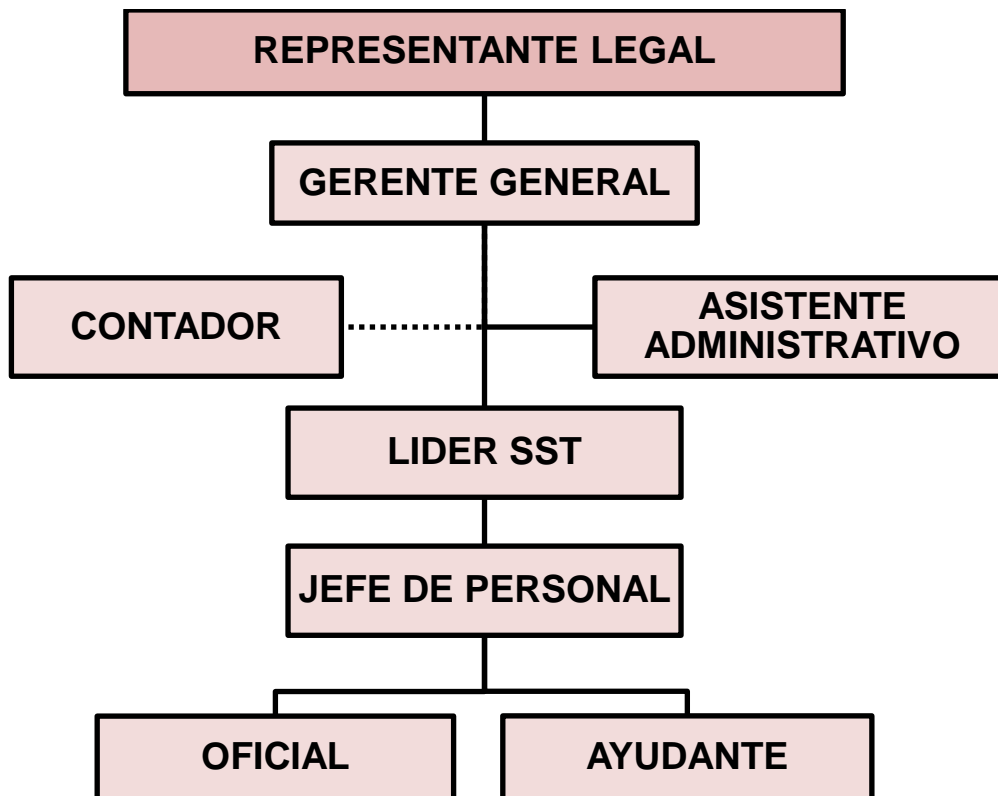 REPRESENTANTE LEGAL
GERENTE GENERAL
CONTADOR
ASISTENTE
ADMINISTRATIVO
LIDER SST
JEFE DE PERSONAL
OFICIAL
AYUDANTE